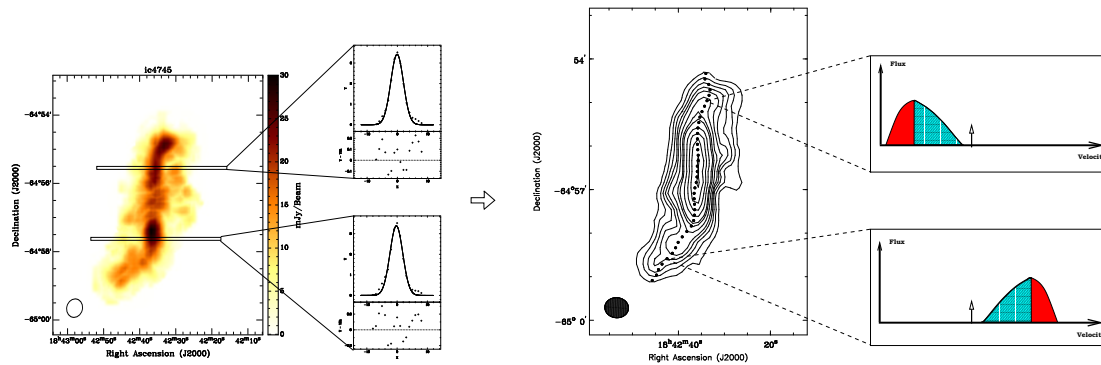 ic4745
Declination (J2000)
-64°54'
-64°56'
-64°58'
-65°00'
18ʰ43ᵐ00ˢ
42ᵐ50ˢ
42ᵐ40ˢ
42ᵐ30ˢ
42ᵐ20ˢ
42ᵐ10ˢ
Right Ascension (J2000)
30
25
20
15
10
5
0
mJy/Beam
Declination (J2000)
54'
-64°57'
-65° 0'
18ʰ42ᵐ40ˢ
20ˢ
Right Ascension (J2000)
Flux
Velocit
Flux
Velocit